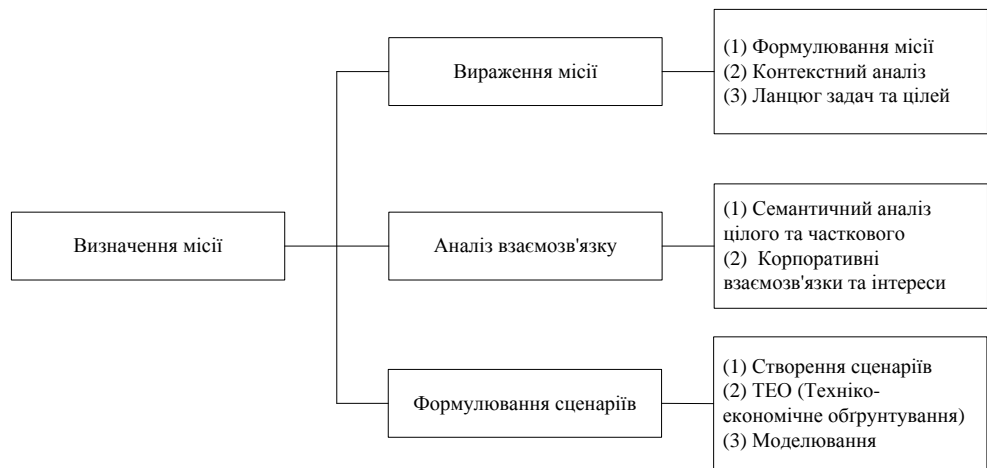 Визначення місії
Вираження місії
(1) Формулювання місії
(2) Контекстний аналіз
(3) Ланцюг задач та цілей
Аналіз взаємозв'язку
(1) Семантичний аналіз
цілого та часткового
(2)  Корпоративні
взаємозв'язки та інтереси
Формулювання сценаріїв
(1) Створення сценаріїв
(2) ТЕО (Техніко-
економічне обґрунтування)
(3) Моделювання